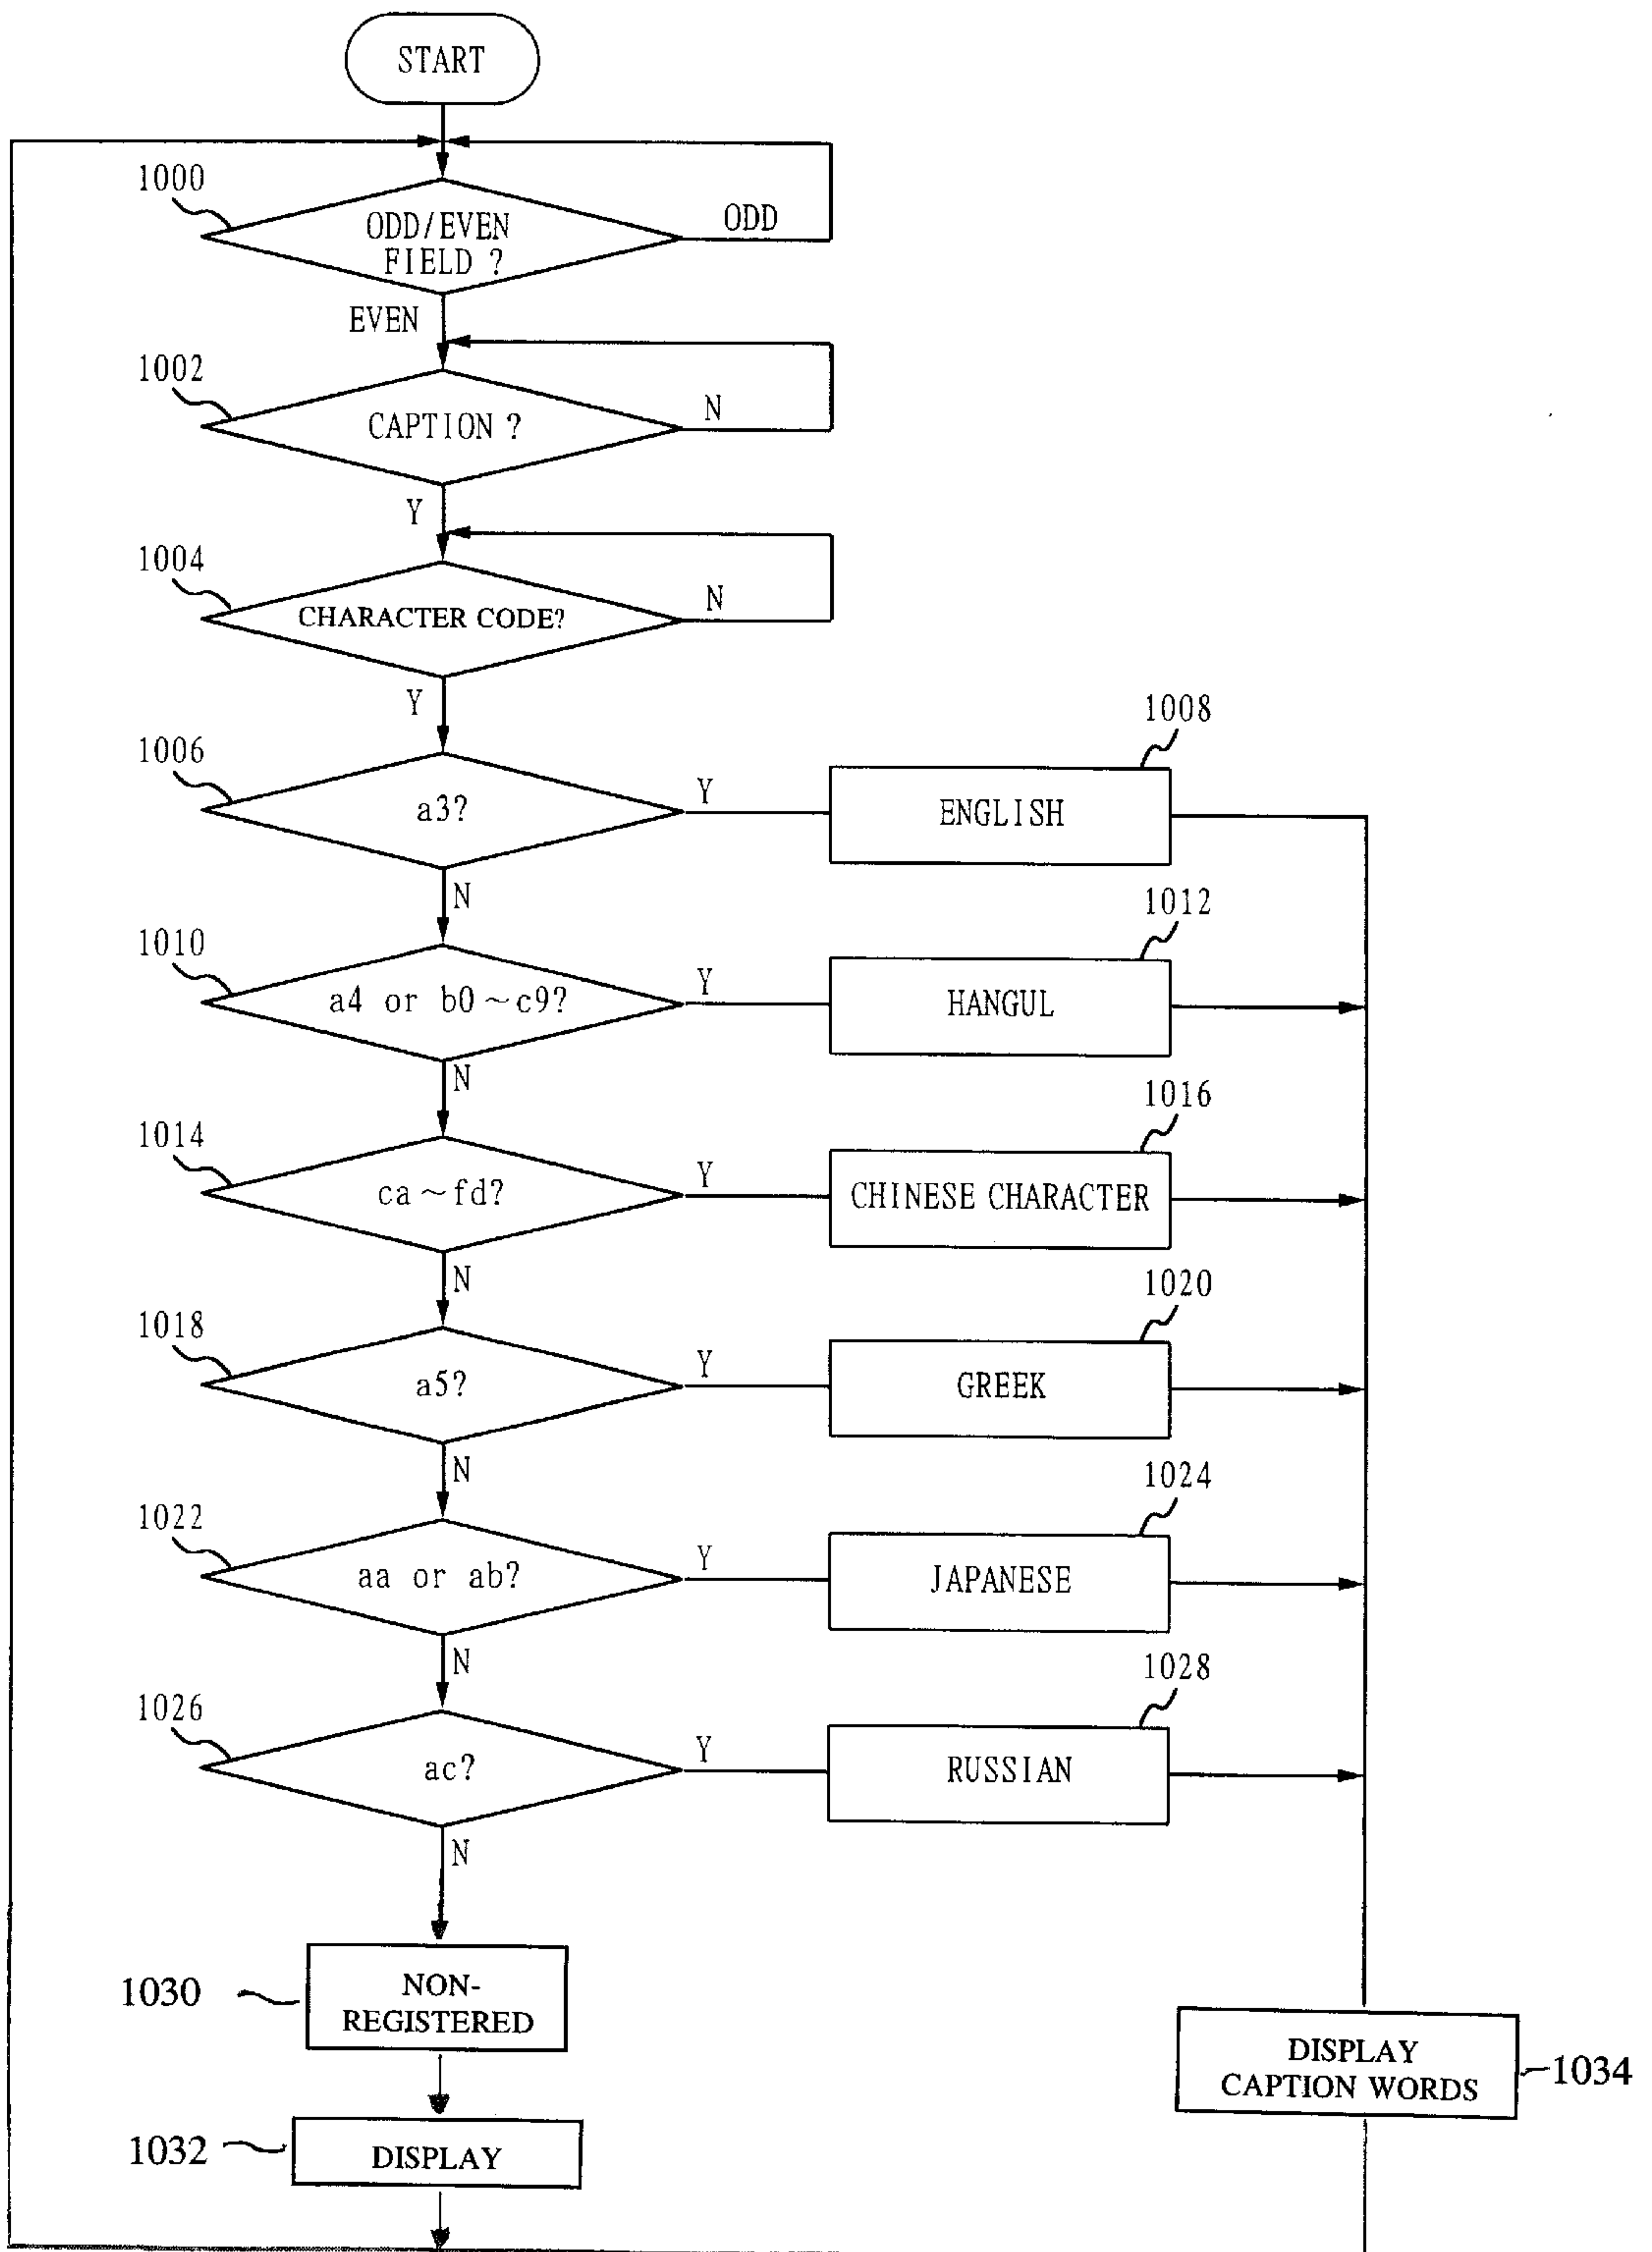 START
1000
ODD/EVEN
FIELD ?
ODD
EVEN
1002
CAPTION ?
N
Y
1004
CHARACTER CODE?
N
Y
1006
a3?
Y
1008
ENGLISH
N
1010
a4 or b0~c9?
Y
1012
HANGUL
N
1014
ca~fd?
Y
1016
CHINESE CHARACTER
N
1018
a5?
Y
1020
GREEK
N
1022
aa or ab?
Y
1024
JAPANESE
N
1026
ac?
Y
1028
RUSSIAN
N
1030
NON-
REGISTERED
1032
DISPLAY
DISPLAY
CAPTION WORDS
1034